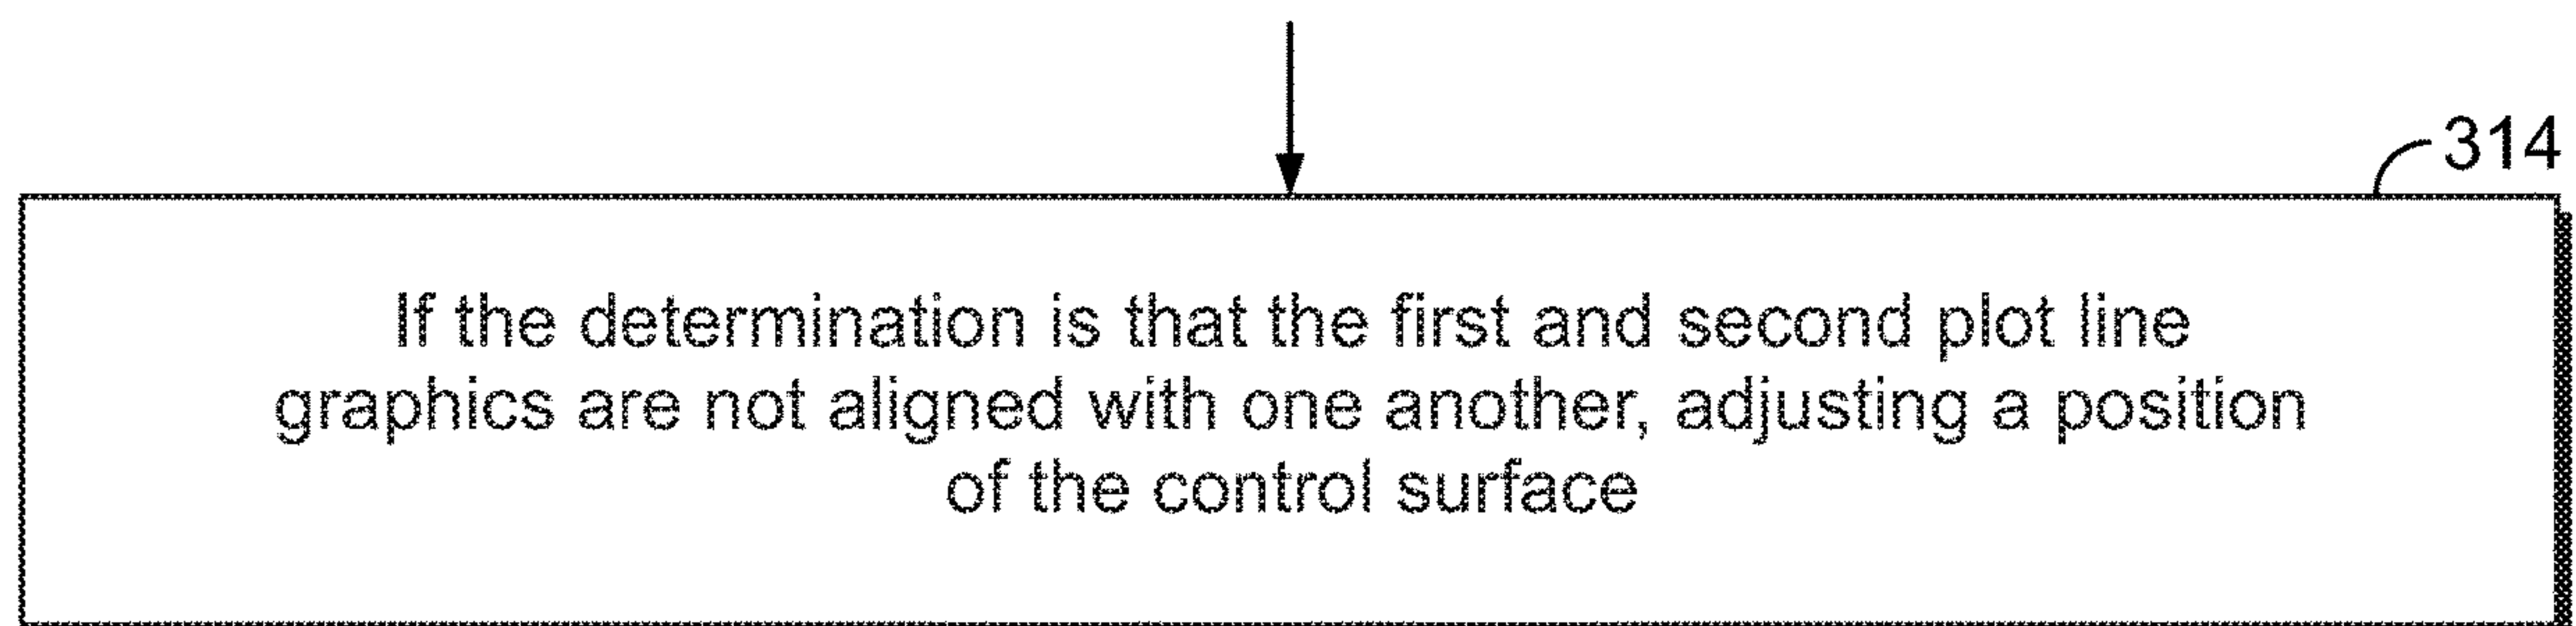 314
If the determination is that the first and second plot line
graphics are not aligned with one another, adjusting a position
of the control surface